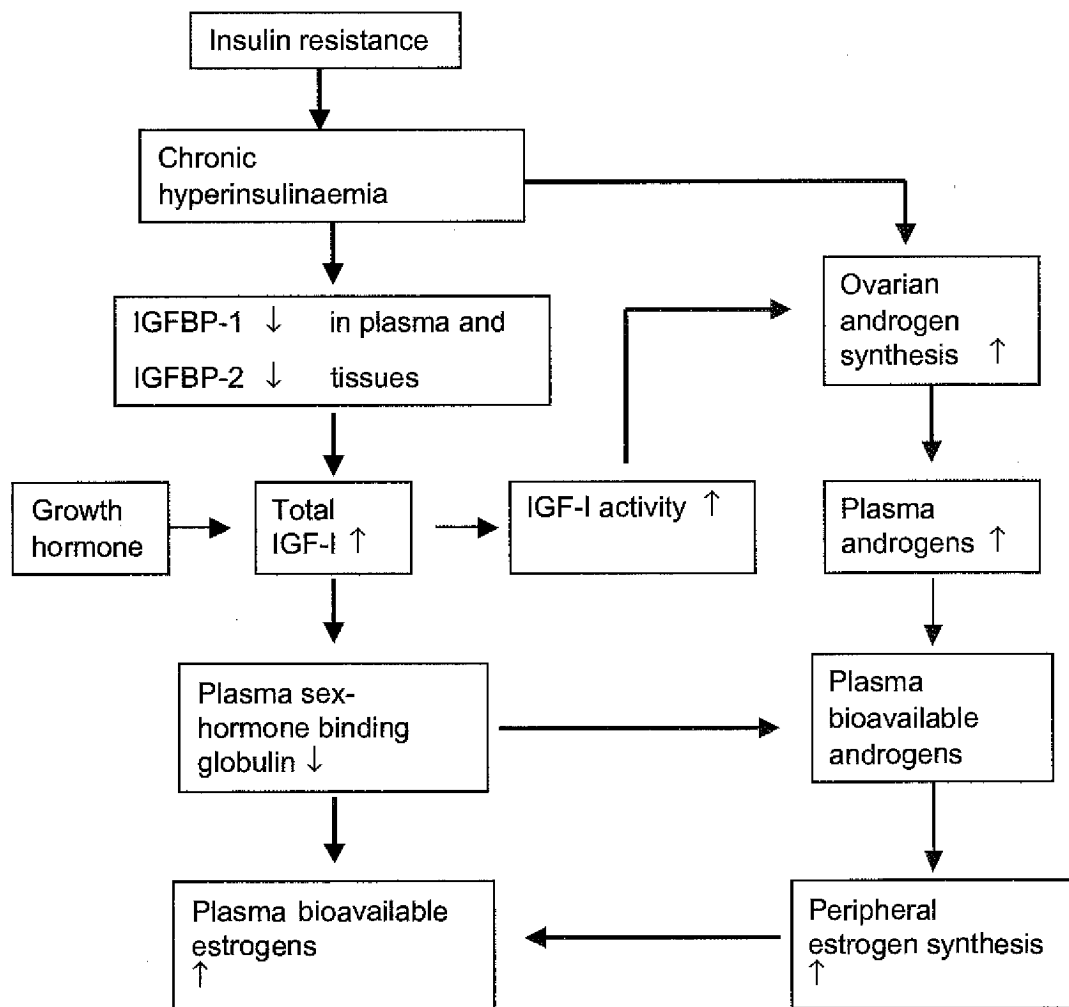 Insulin resistance
Chronic
hyperinsulinaemia
IGFBP-1 ↓ in plasma and
IGFBP-2 ↓ tissues
Ovarian
androgen
synthesis ↑
Growth
hormone
Total
IGF-I ↑
IGF-I activity ↑
Plasma
androgens ↑
Plasma sex-
hormone binding
globulin ↓
Plasma
bioavailable
androgens
Plasma bioavailable
estrogens
↑
Peripheral
estrogen synthesis
↑